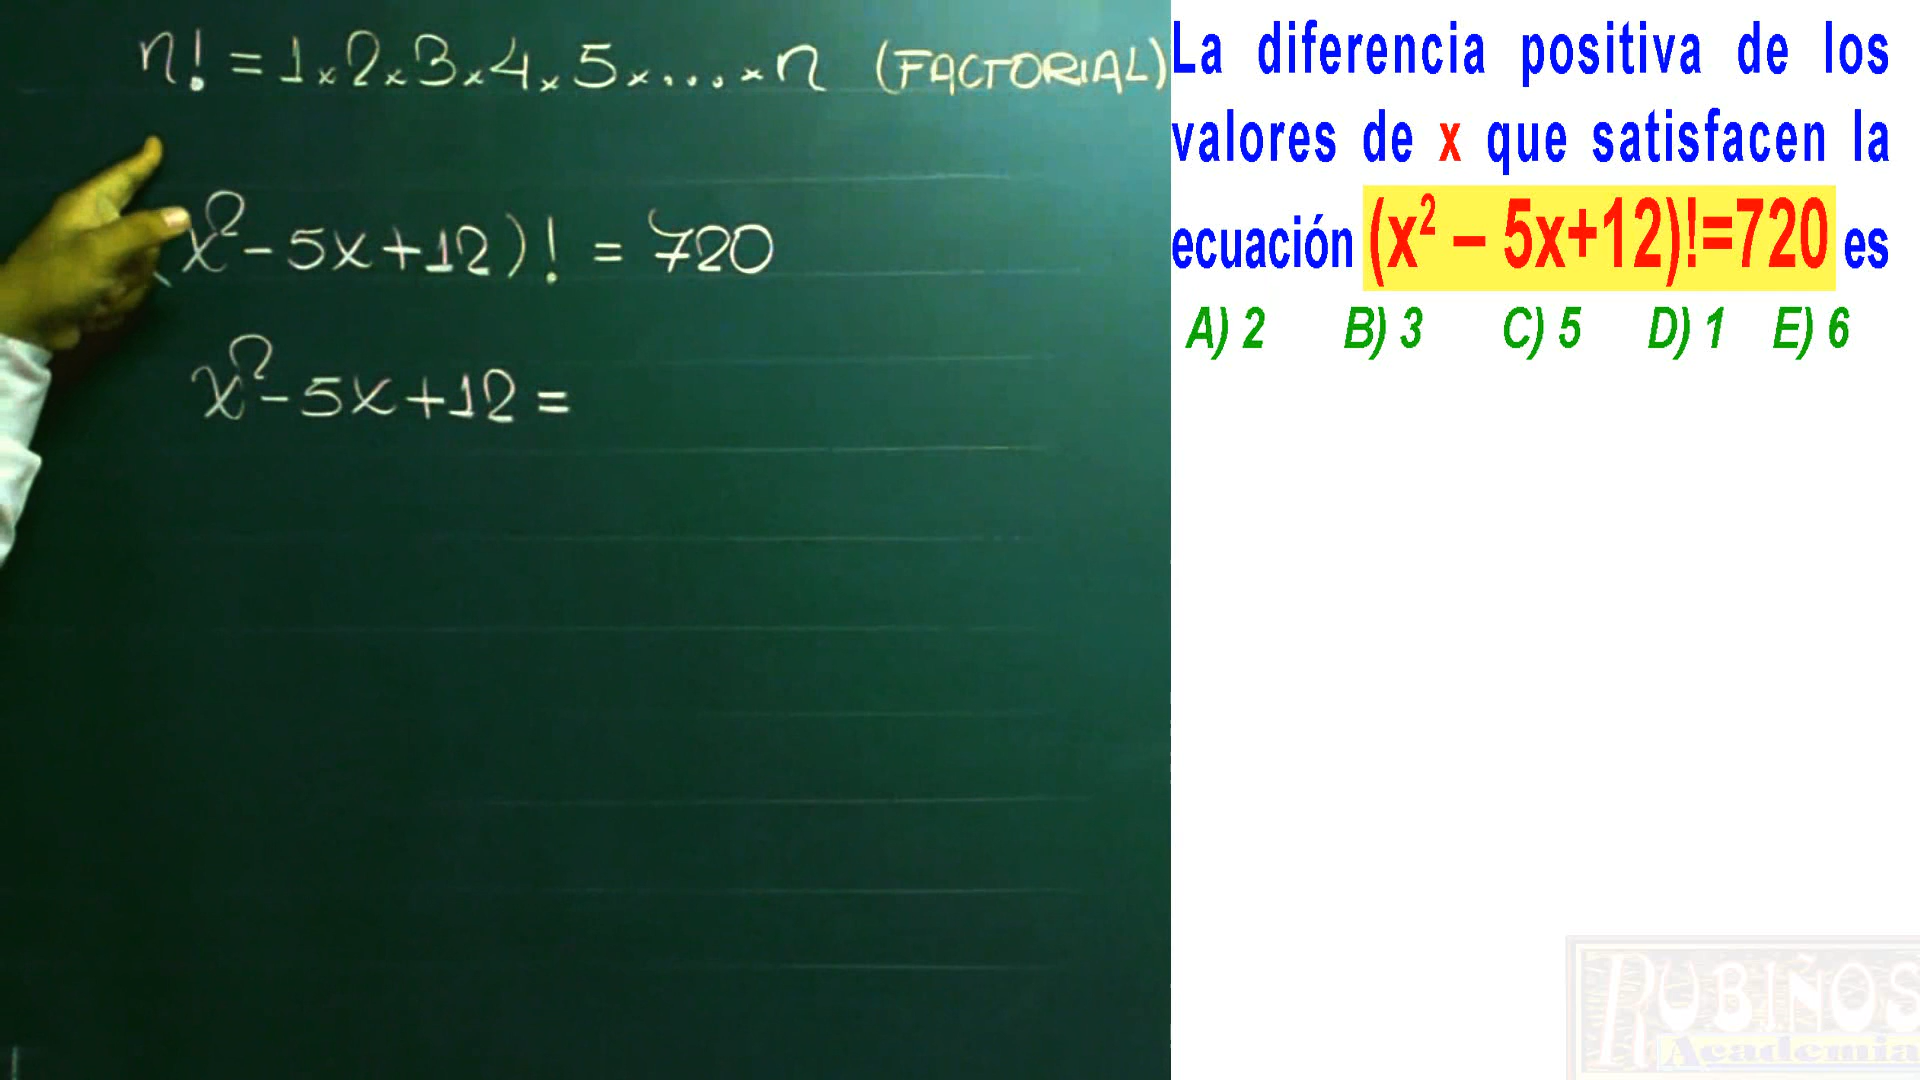 n! = 1×2×3×4×5×...×n (FACTORIAL)
(x² - 5x + 12)! = 720
x² - 5x + 12 =
La diferencia positiva de los
valores de x que satisfacen la
ecuación (x² – 5x+12)!=720 es
A) 2 B) 3 C) 5 D) 1 E) 6
RUBIÑOS
Academia